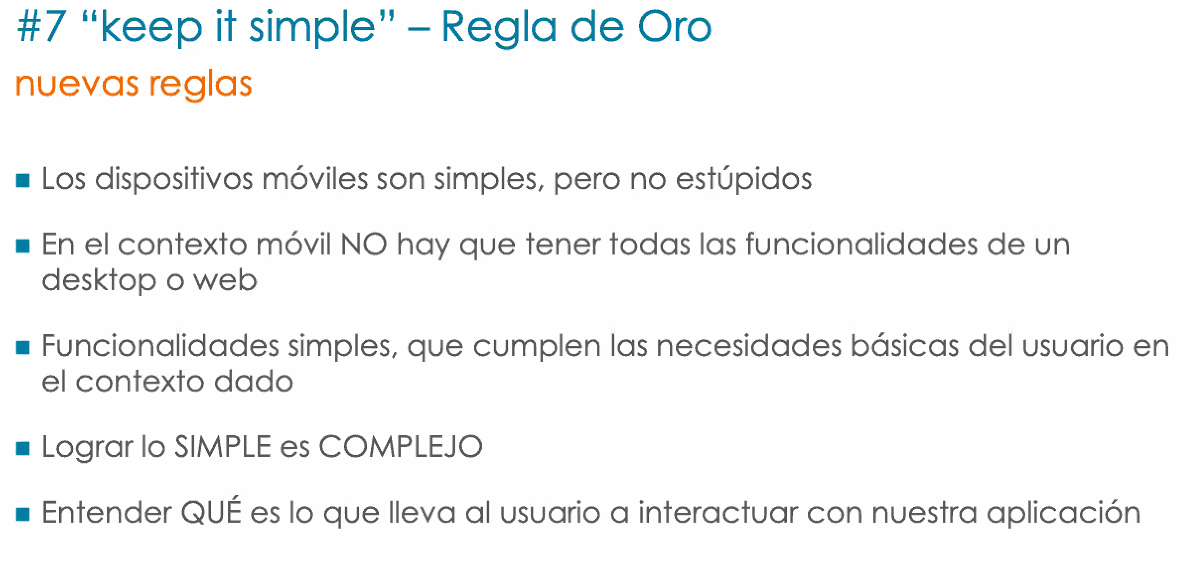 #7 “keep it simple” – Regla de Oro
nuevas reglas
■ Los dispositivos móviles son simples, pero no estúpidos
■ En el contexto móvil NO hay que tener todas las funcionalidades de un
desktop o web
■ Funcionalidades simples, que cumplen las necesidades básicas del usuario en
el contexto dado
■ Lograr lo SIMPLE es COMPLEJO
■ Entender QUÉ es lo que lleva al usuario a interactuar con nuestra aplicación